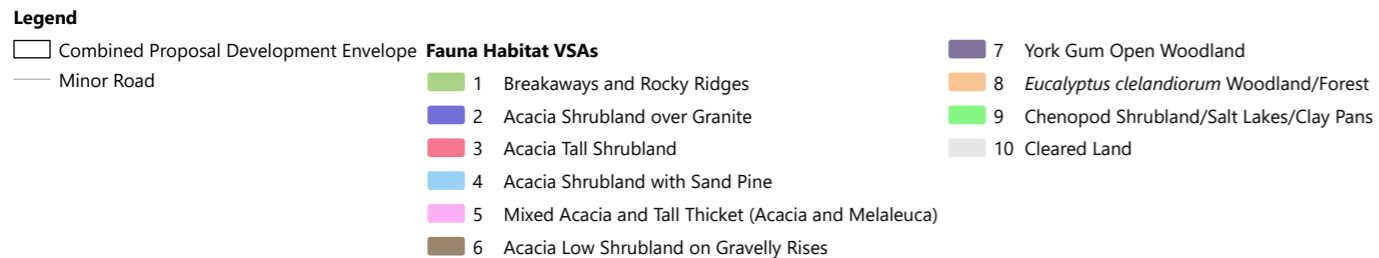 Legend
Combined Proposal Development Envelope
Minor Road
Fauna Habitat VSAs
1 Breakaways and Rocky Ridges
2 Acacia Shrubland over Granite
3 Acacia Tall Shrubland
4 Acacia Shrubland with Sand Pine
5 Mixed Acacia and Tall Thicket (Acacia and Melaleuca)
6 Acacia Low Shrubland on Gravelly Rises
7 York Gum Open Woodland
8 Eucalyptus clelandiorum Woodland/Forest
9 Chenopod Shrubland/Salt Lakes/Clay Pans
10 Cleared Land